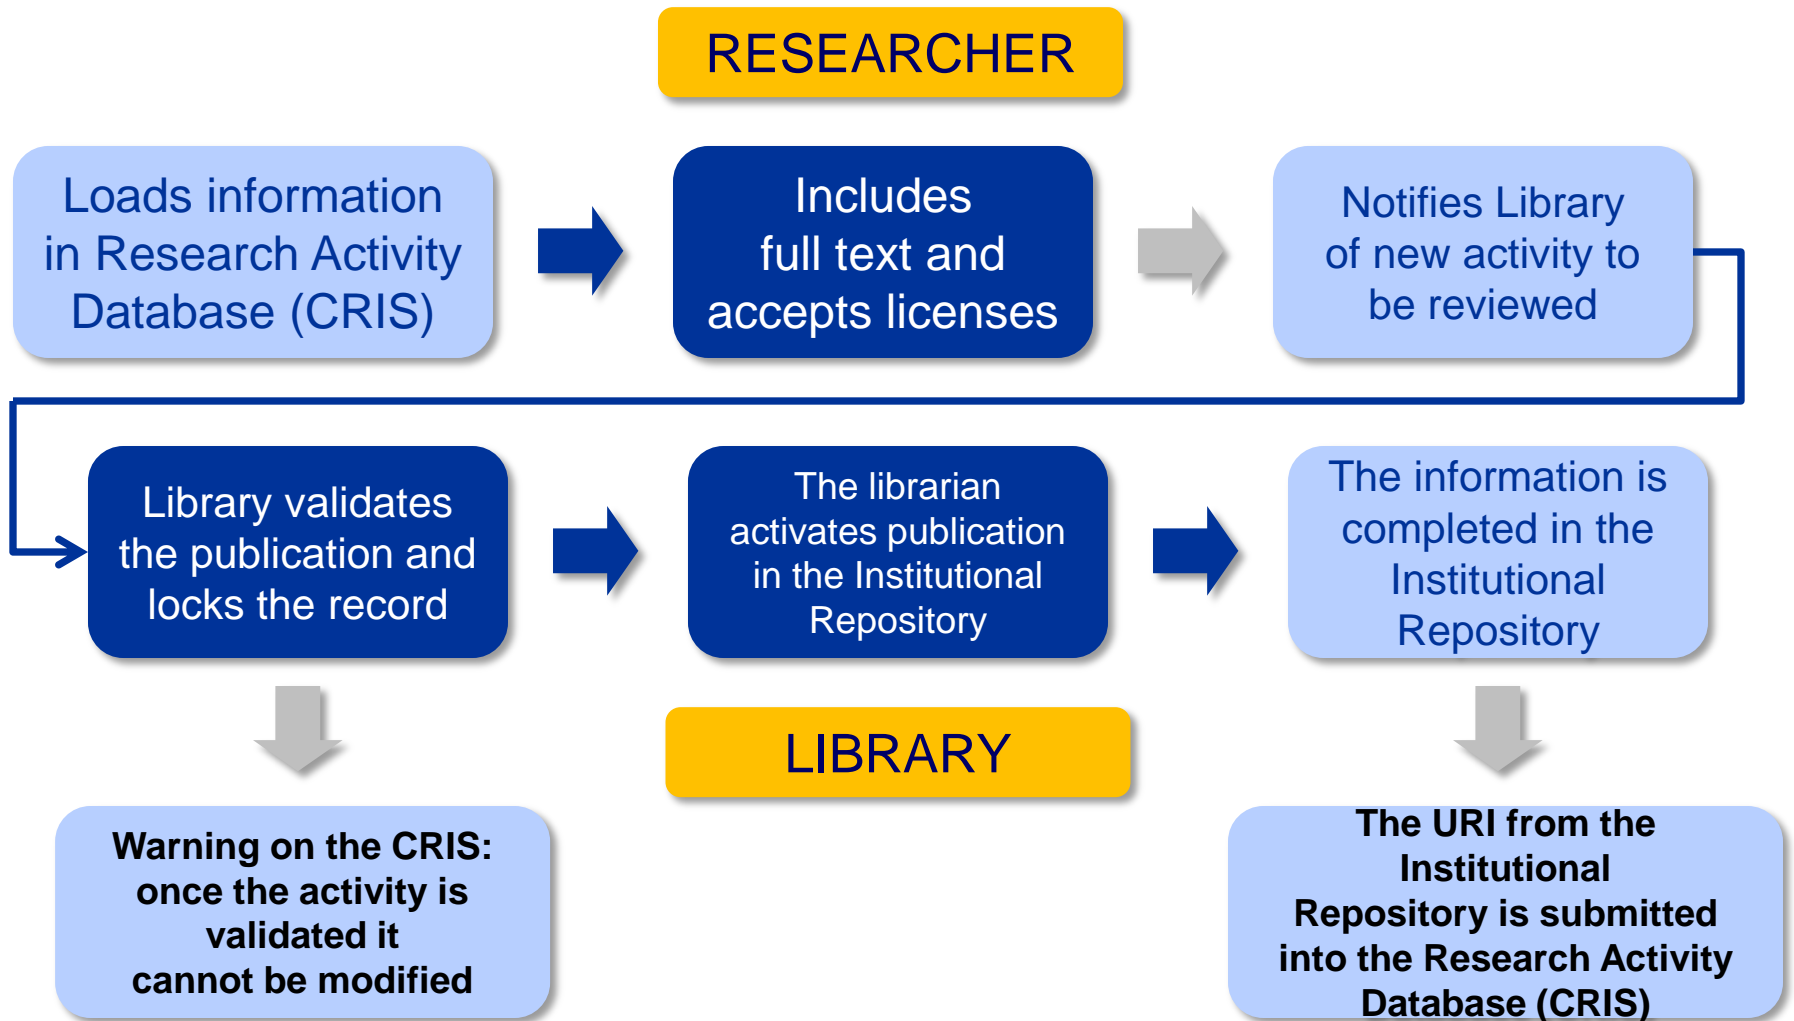 RESEARCHER
Loads information
in Research Activity
Database (CRIS)
Includes
full text and
accepts licenses
Notifies Library
of new activity to
be reviewed
Library validates
the publication and
locks the record
The librarian
activates publication
in the Institutional
Repository
The information is
completed in the
Institutional
Repository
LIBRARY
Warning on the CRIS:
once the activity is
validated it
cannot be modified
The URI from the
Institutional
Repository is submitted
into the Research Activity
Database (CRIS)